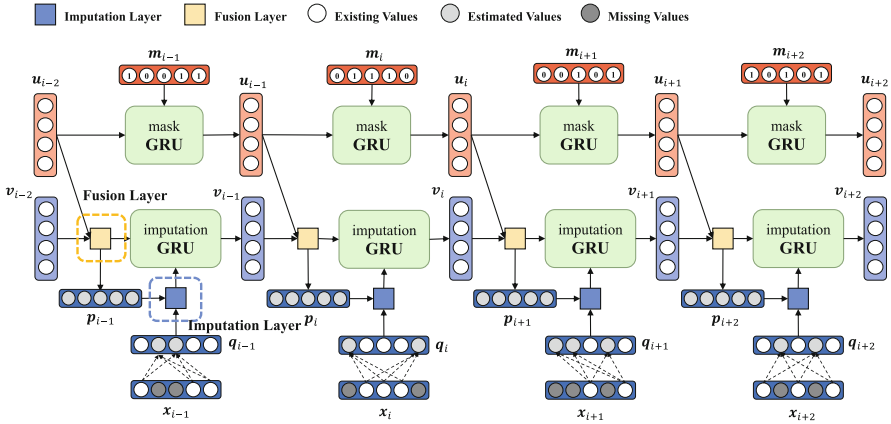 Imputation Layer Fusion Layer Existing Values Estimated Values Missing Values
m_{i-1} m_i m_{i+1} m_{i+2}
u_{i-2} 1 0 0 1 1 u_{i-1} 0 1 1 1 0 u_i 0 0 1 0 1 u_{i+1} 1 0 1 0 1 u_{i+2}
mask mask mask mask
GRU GRU GRU GRU
v_{i-2} Fusion Layer v_{i-1} v_i v_{i+1} v_{i+2}
imputation imputation imputation imputation
GRU GRU GRU GRU
p_{i-1} p_i p_{i+1} p_{i+2}
Imputation Layer
q_{i-1} q_i q_{i+1} q_{i+2}
x_{i-1} x_i x_{i+1} x_{i+2}